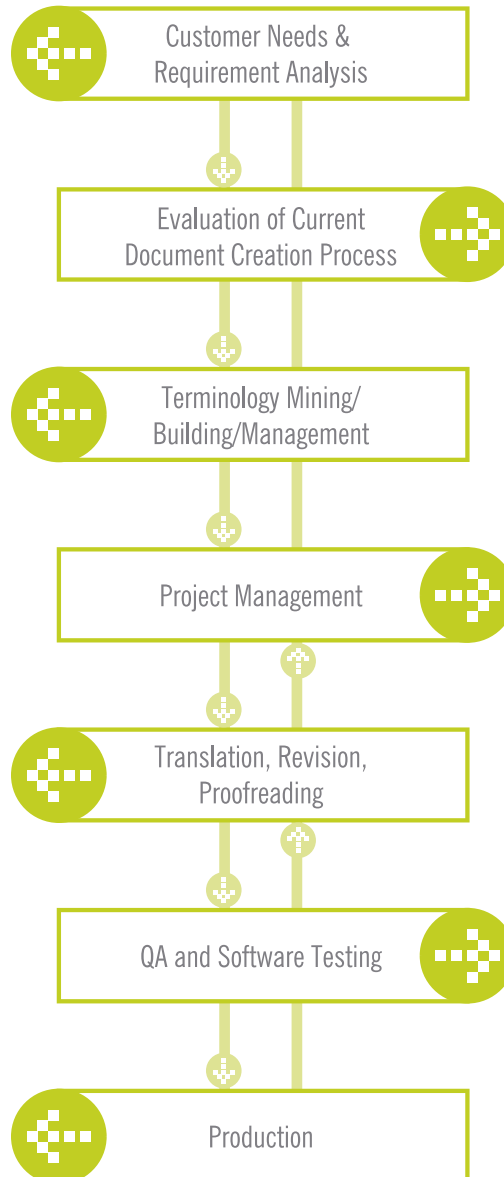 Customer Needs &
Requirement Analysis
Evaluation of Current
Document Creation Process
Terminology Mining/
Building/Management
Project Management
Translation, Revision,
Proofreading
QA and Software Testing
Production